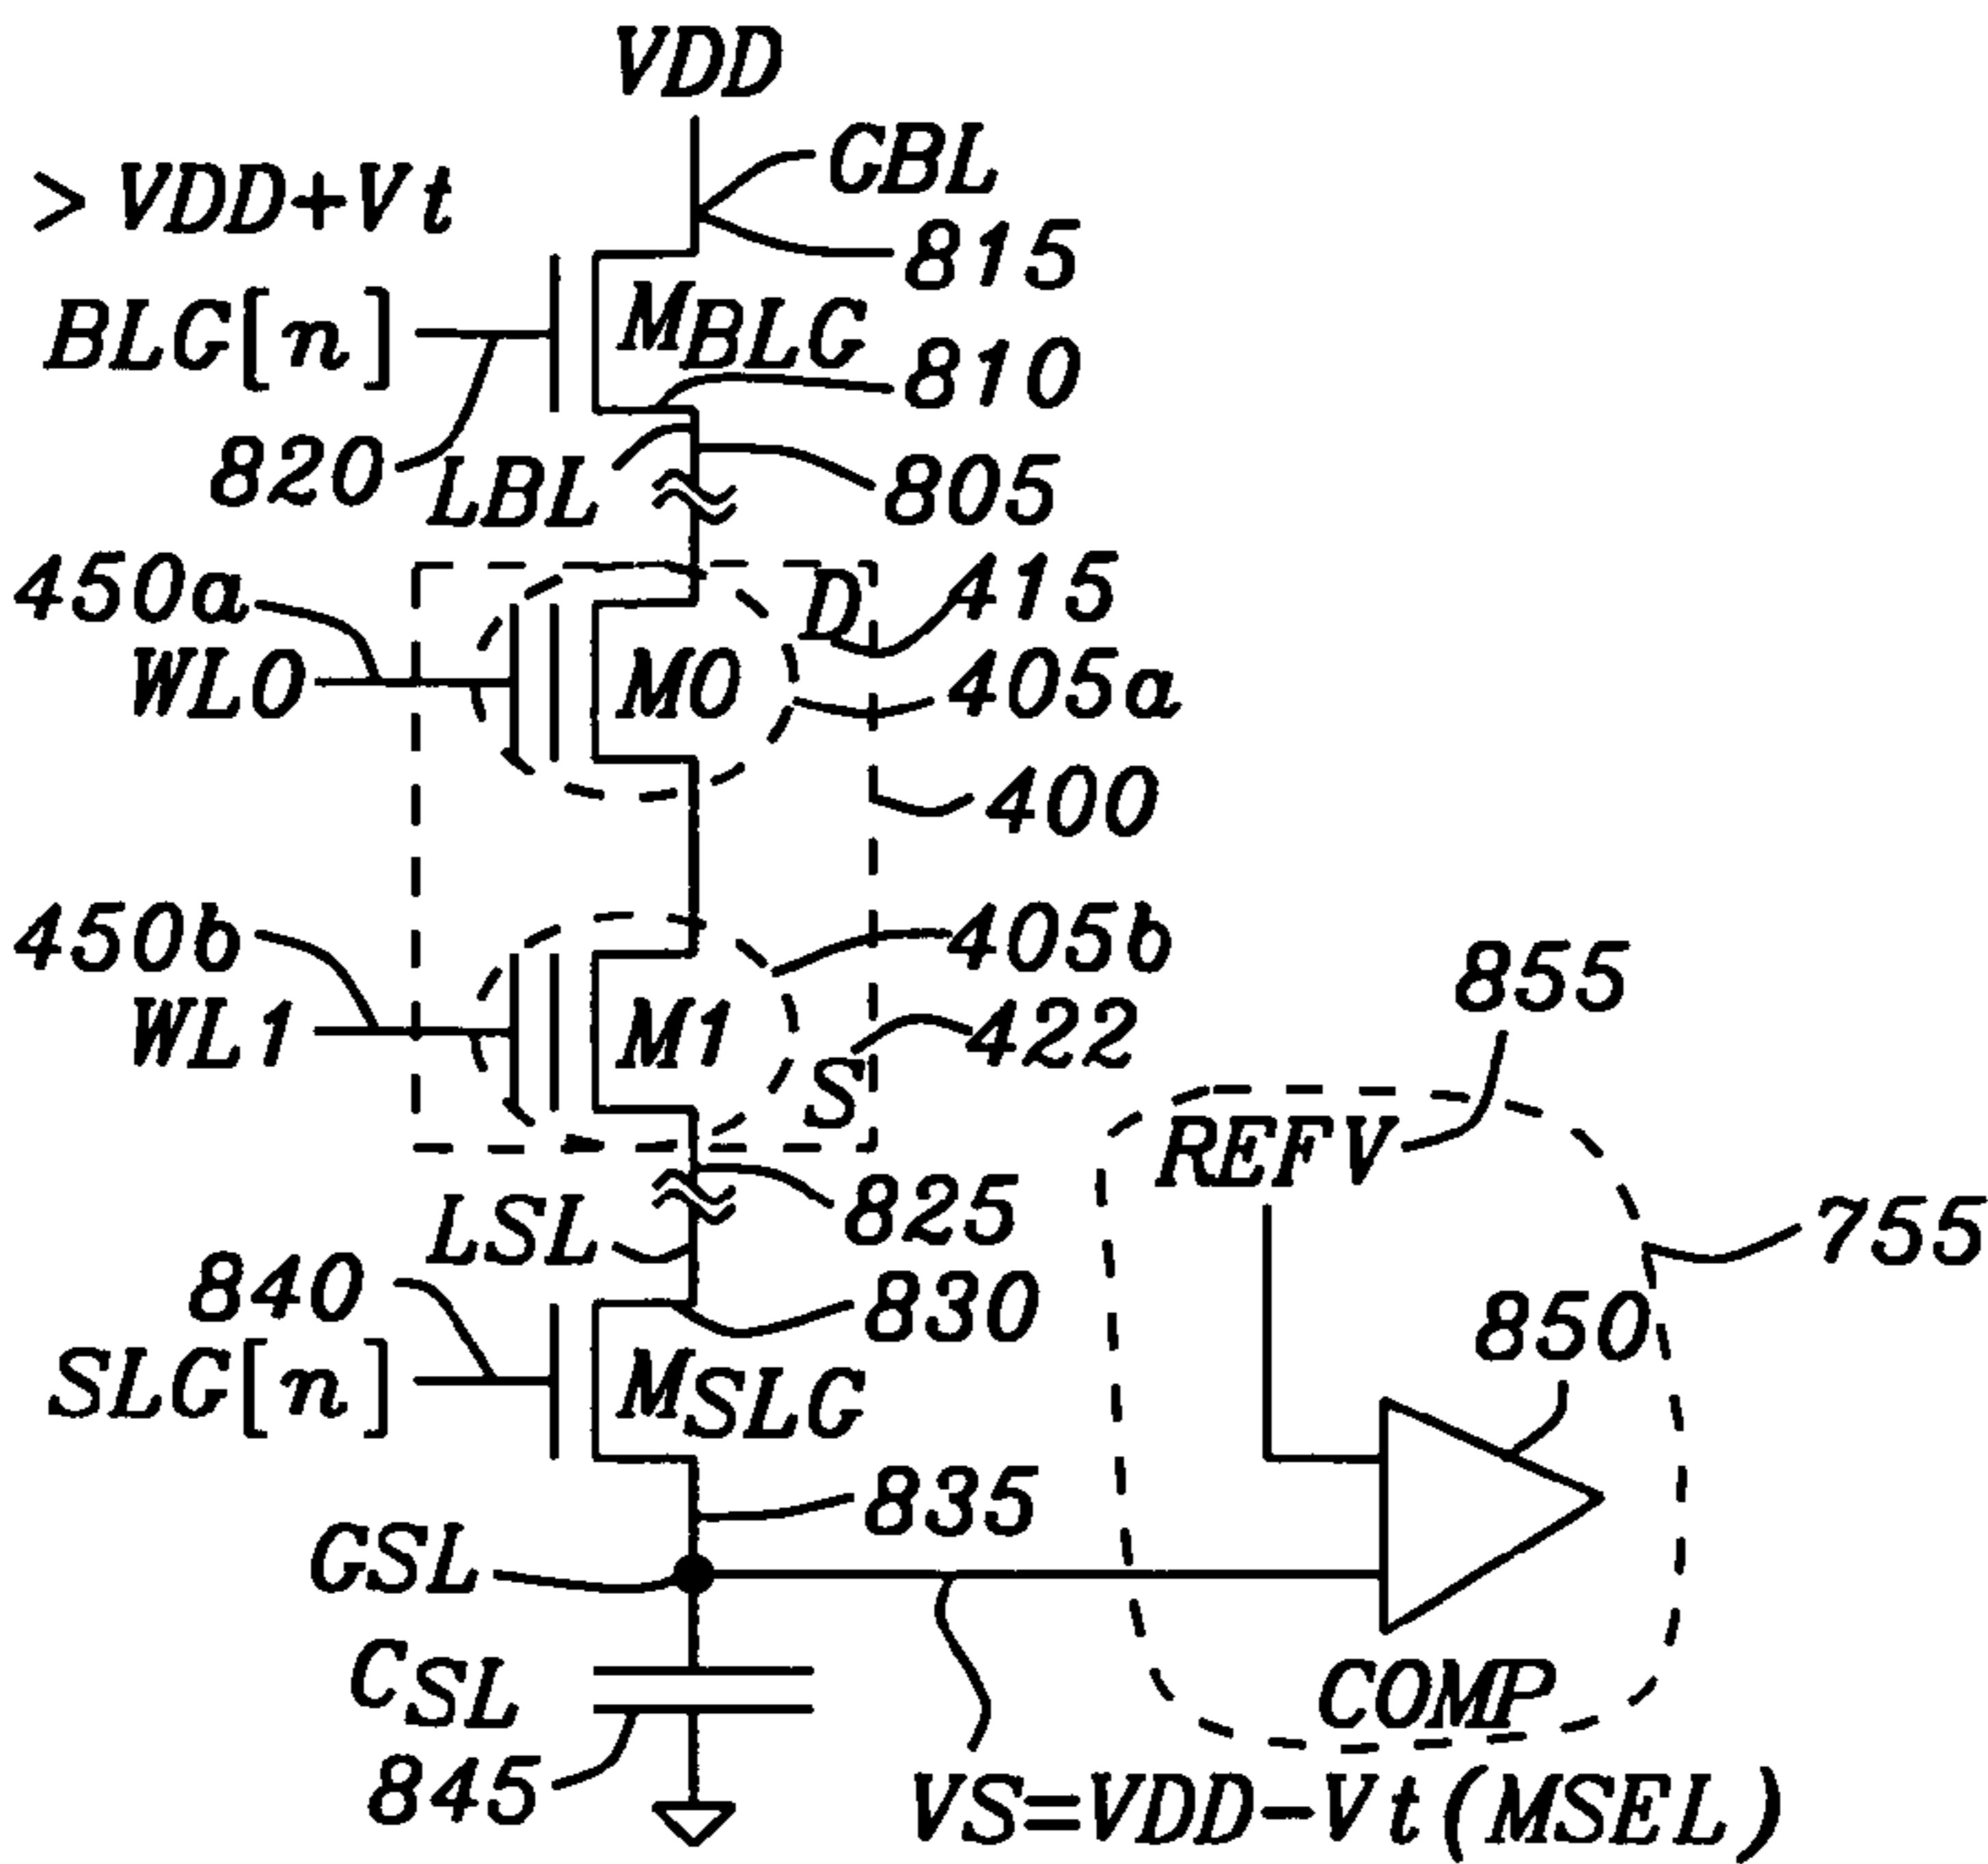 VDD
GBL
> VDD+Vt
815
BLG[n]
MBLG
810
820
LBL
805
450a
D
415
WL0
M0
405a
400
450b
405b
855
WL1
M1
422
S
REFV
825
755
LSL
840
830
850
SLG[n]
MSLG
835
GSL
CSL
COMP
845
VS=VDD-Vt(MSEL)